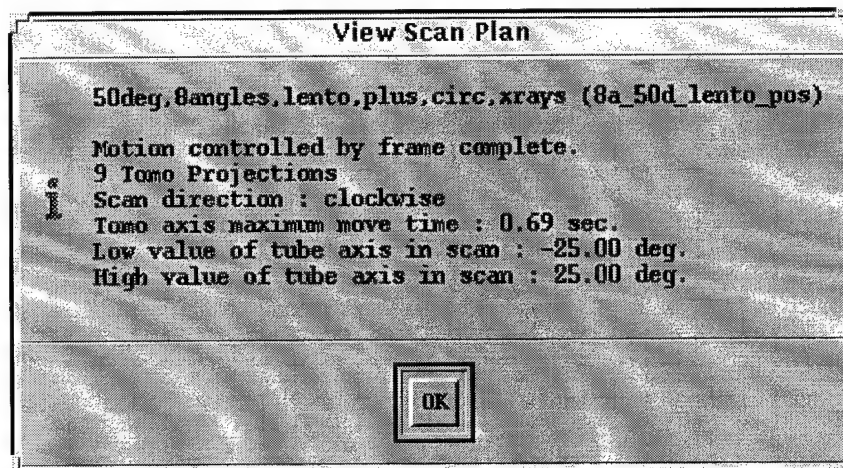 View Scan Plan
50deg,8angles,lento,plus,circ,xrays (8a_50d_lento_pos)
Motion controlled by frame complete.
9 Tomo Projections
Scan direction : clockwise
Tomo axis maximum move time : 0.69 sec.
Low value of tube axis in scan : -25.00 deg.
High value of tube axis in scan : 25.00 deg.
OK